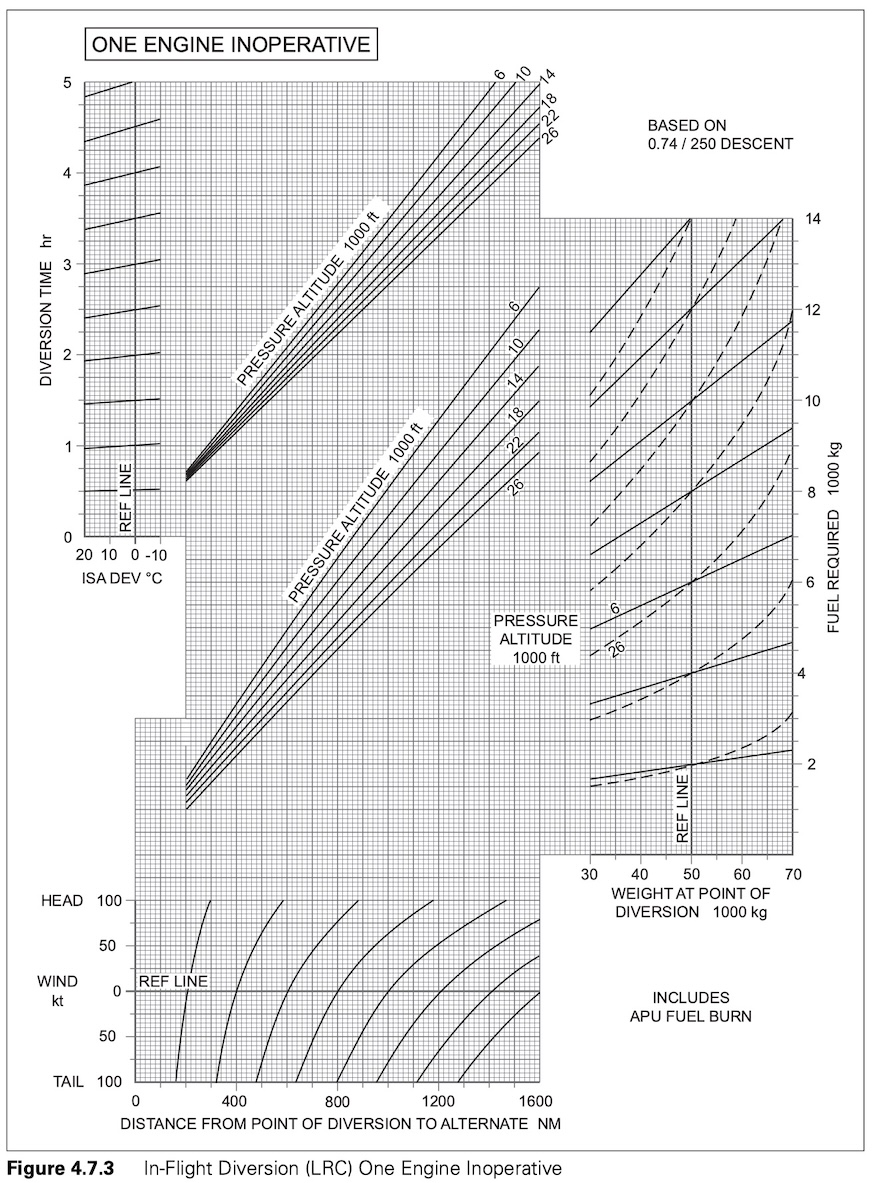 ONE ENGINE INOPERATIVE
6 10 14 18 22 26
5
4
3
2
1
0
DIVERSION TIME hr
20 10 0 -10
ISA DEV °C
REF LINE
PRESSURE ALTITUDE 1000 ft
BASED ON
0.74 / 250 DESCENT
6
10
14
18
22
26
PRESSURE ALTITUDE 1000 ft
14
12
10
8
6
4
2
FUEL REQUIRED 1000 kg
6
26
PRESSURE
ALTITUDE
1000 ft
REF LINE
30 40 50 60 70
WEIGHT AT POINT OF
DIVERSION 1000 kg
HEAD 100
50
WIND
kt
0
REF LINE
50
TAIL 100
0 400 800 1200 1600
DISTANCE FROM POINT OF DIVERSION TO ALTERNATE NM
INCLUDES
APU FUEL BURN
Figure 4.7.3 In-Flight Diversion (LRC) One Engine Inoperative